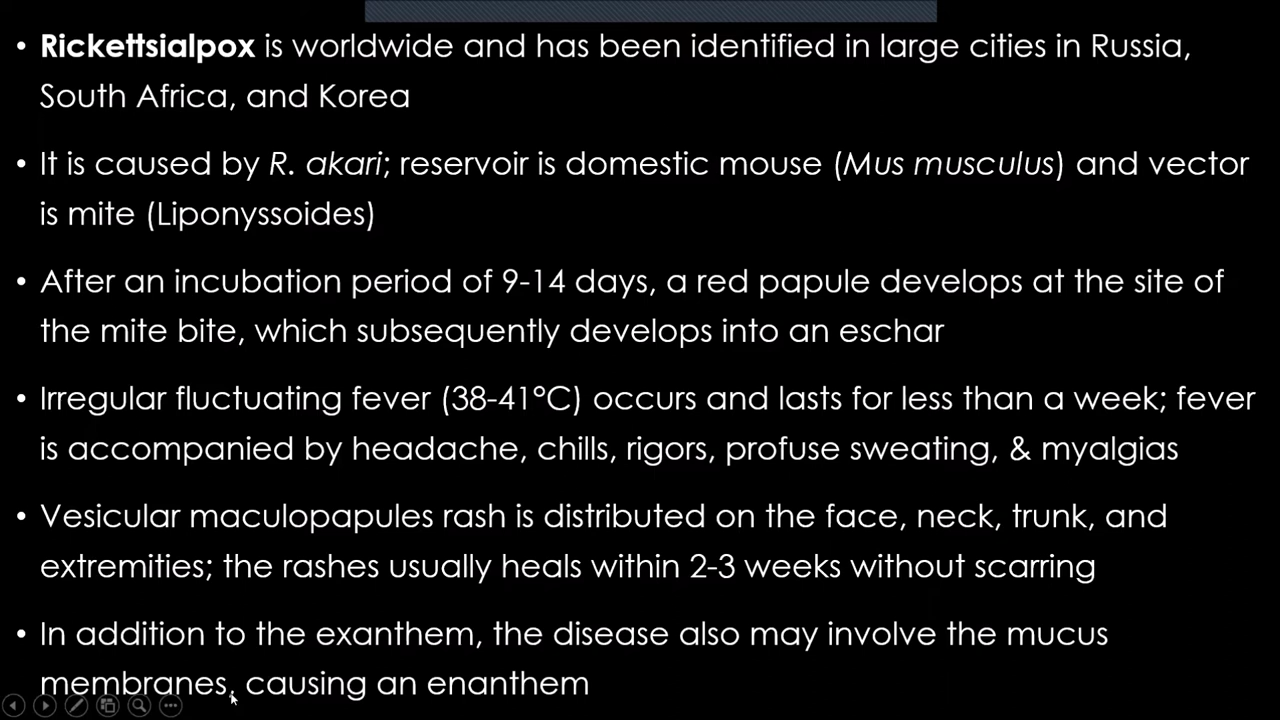 • Rickettsialpox is worldwide and has been identified in large cities in Russia,
South Africa, and Korea
• It is caused by R. akari; reservoir is domestic mouse (Mus musculus) and vector
is mite (Liponyssoides)
• After an incubation period of 9-14 days, a red papule develops at the site of
the mite bite, which subsequently develops into an eschar
• Irregular fluctuating fever (38-41°C) occurs and lasts for less than a week; fever
is accompanied by headache, chills, rigors, profuse sweating, & myalgias
• Vesicular maculopapules rash is distributed on the face, neck, trunk, and
extremities; the rashes usually heals within 2-3 weeks without scarring
• In addition to the exanthem, the disease also may involve the mucus
membranes, causing an enanthem